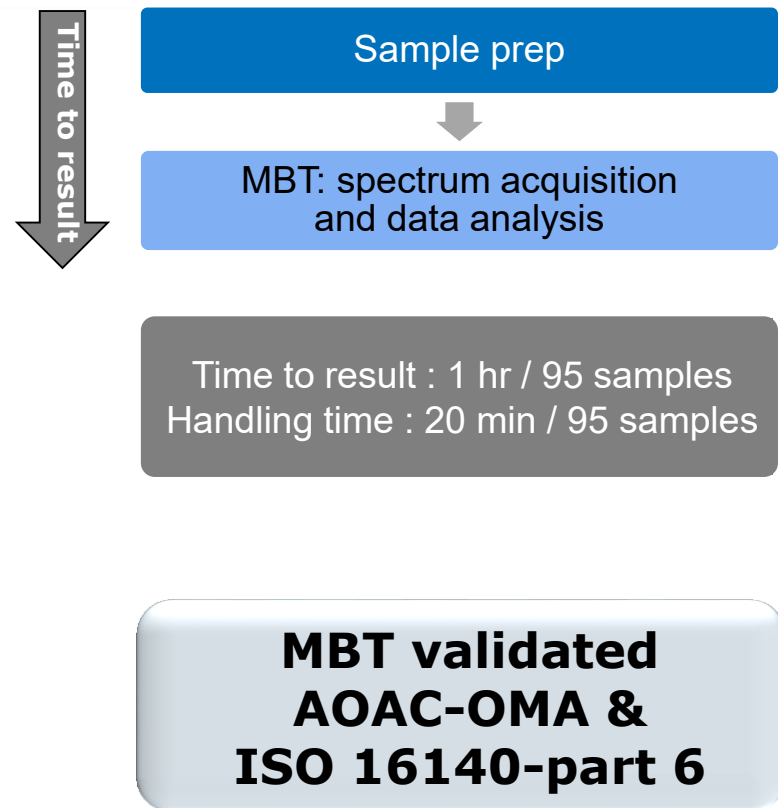 Time to result
Sample prep
MBT: spectrum acquisition
and data analysis
Time to result : 1 hr / 95 samples
Handling time : 20 min / 95 samples
MBT validated
AOAC-OMA &
ISO 16140-part 6